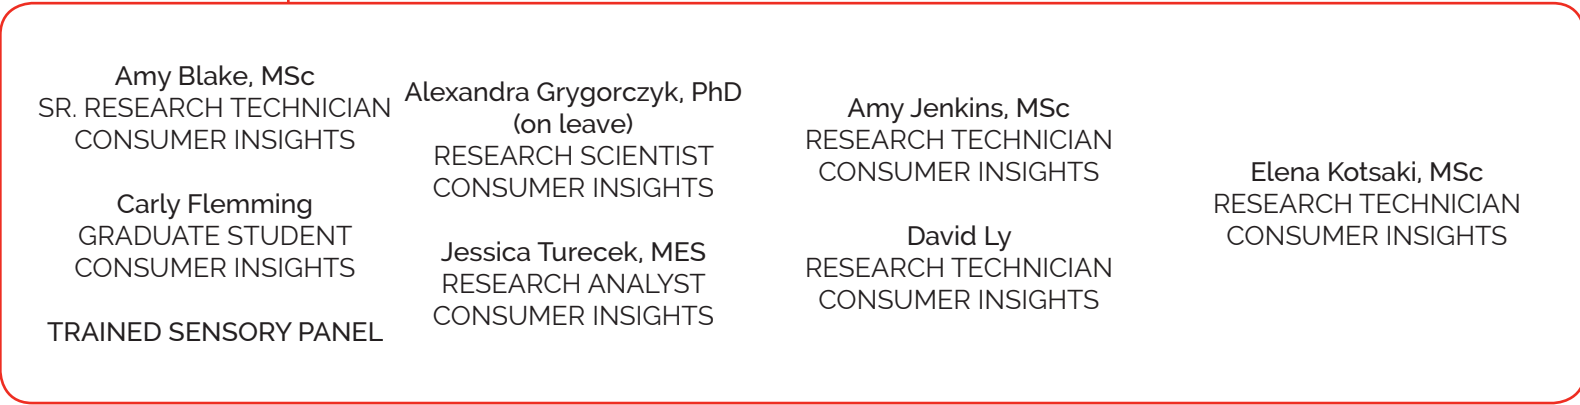 Amy Blake, MSc
SR. RESEARCH TECHNICIAN
CONSUMER INSIGHTS
Carly Flemming
GRADUATE STUDENT
CONSUMER INSIGHTS
TRAINED SENSORY PANEL
Alexandra Grygorczyk, PhD
(on leave)
RESEARCH SCIENTIST
CONSUMER INSIGHTS
Jessica Turecek, MES
RESEARCH ANALYST
CONSUMER INSIGHTS
Amy Jenkins, MSc
RESEARCH TECHNICIAN
CONSUMER INSIGHTS
David Ly
RESEARCH TECHNICIAN
CONSUMER INSIGHTS
Elena Kotsaki, MSc
RESEARCH TECHNICIAN
CONSUMER INSIGHTS